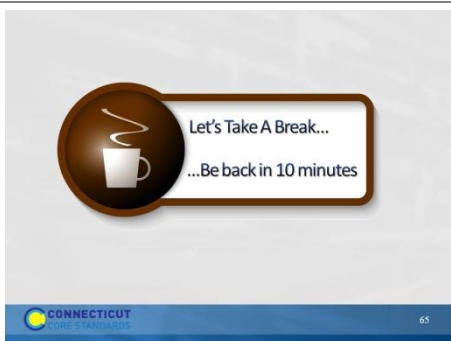 Let's Take A Break...
...Be back in 10 minutes
CONNECTICUT
CORE STANDARDS
65